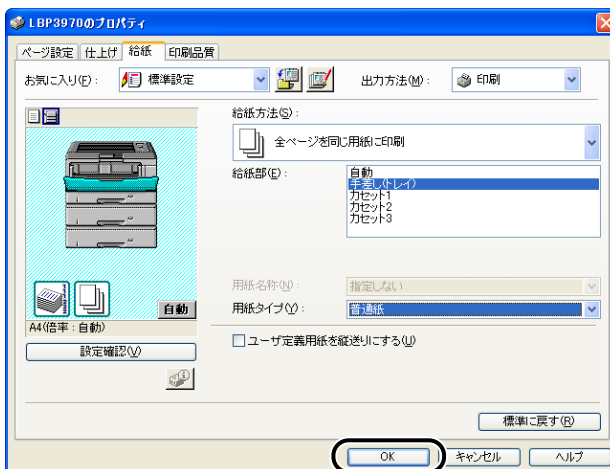 LBP3970のプロパティ
ページ設定 仕上げ 給紙 印刷品質
お気に入り(F): 標準設定 出力方法(M): 印刷
給紙方法(S):
全ページを同じ用紙に印刷
給紙部(E): 自動
手差し(トレイ)
カセット1
カセット2
カセット3
用紙名称(N): 指定しない
自動 用紙タイプ(Y): 普通紙
A4(倍率:自動)
ユーザ定義用紙を縦送りにする(U)
設定確認(V)
標準に戻す(R)
OK キャンセル ヘルプ